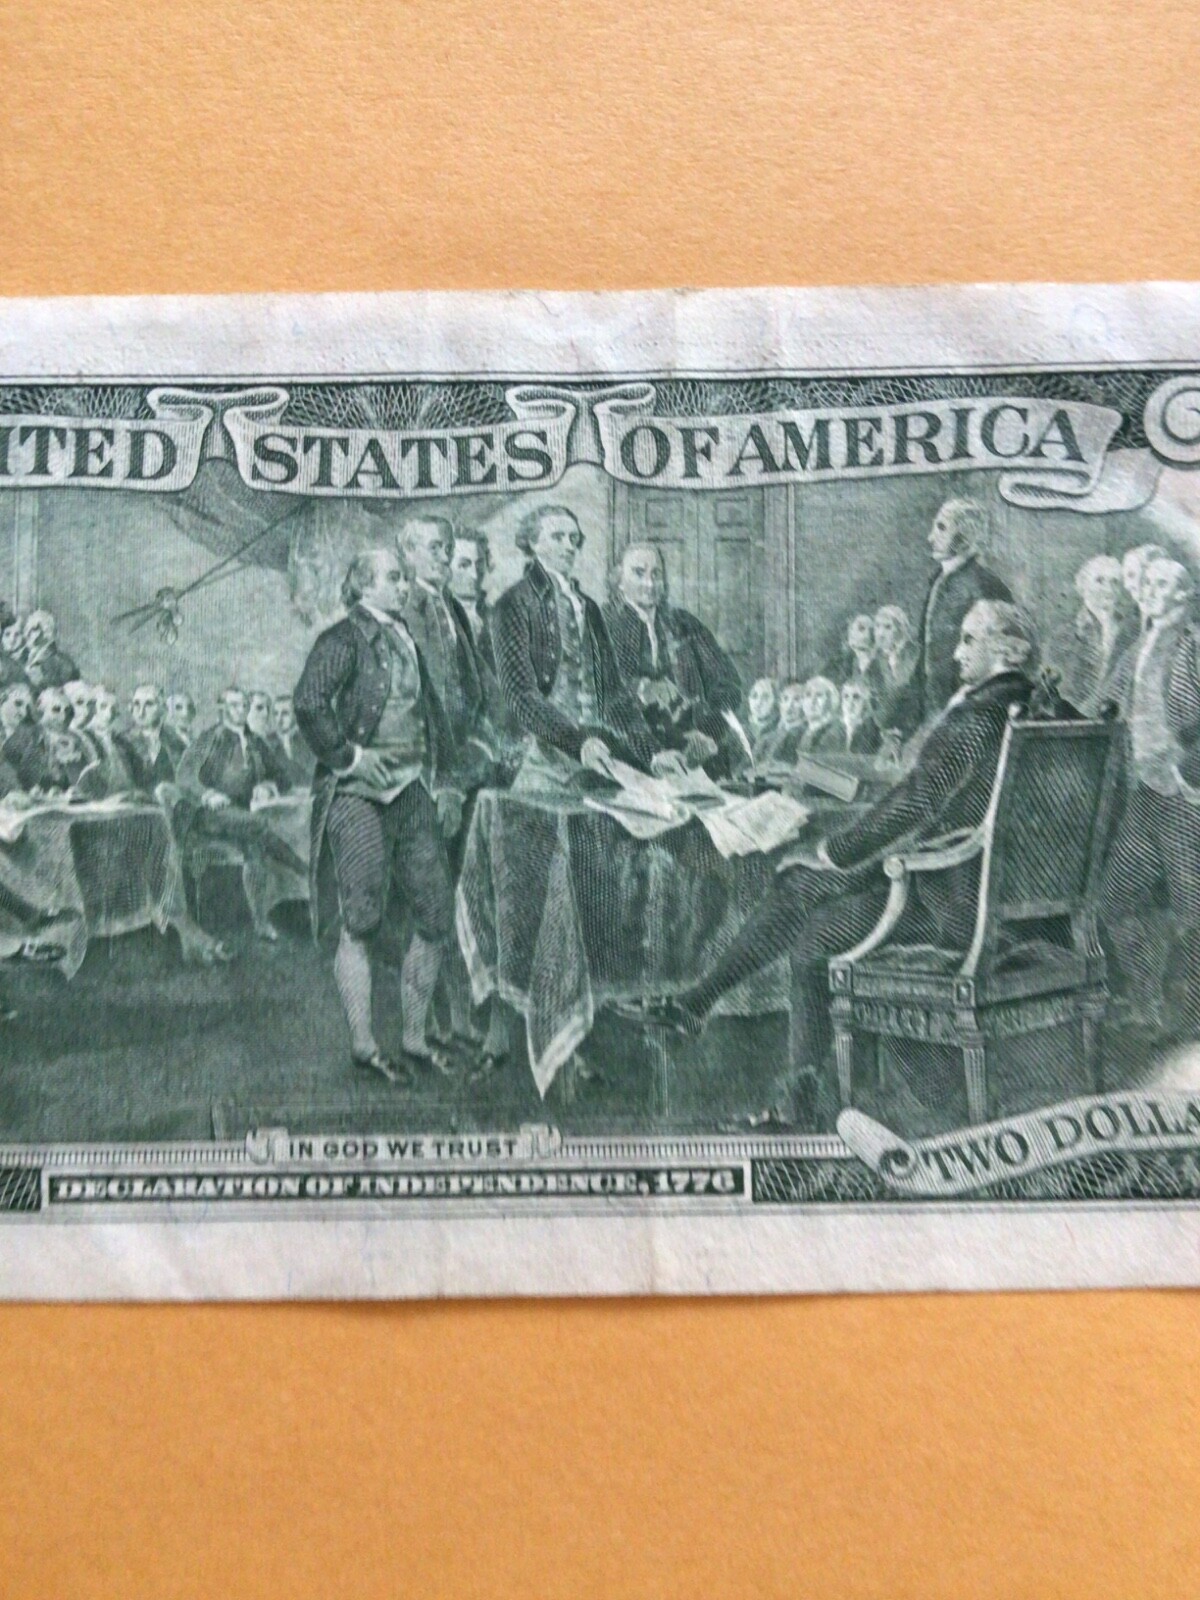 ITED STATES OF AMERICA
IN GOD WE TRUST
DECLARATION OF INDEPENDENCE, 1776
TWO DOLLA